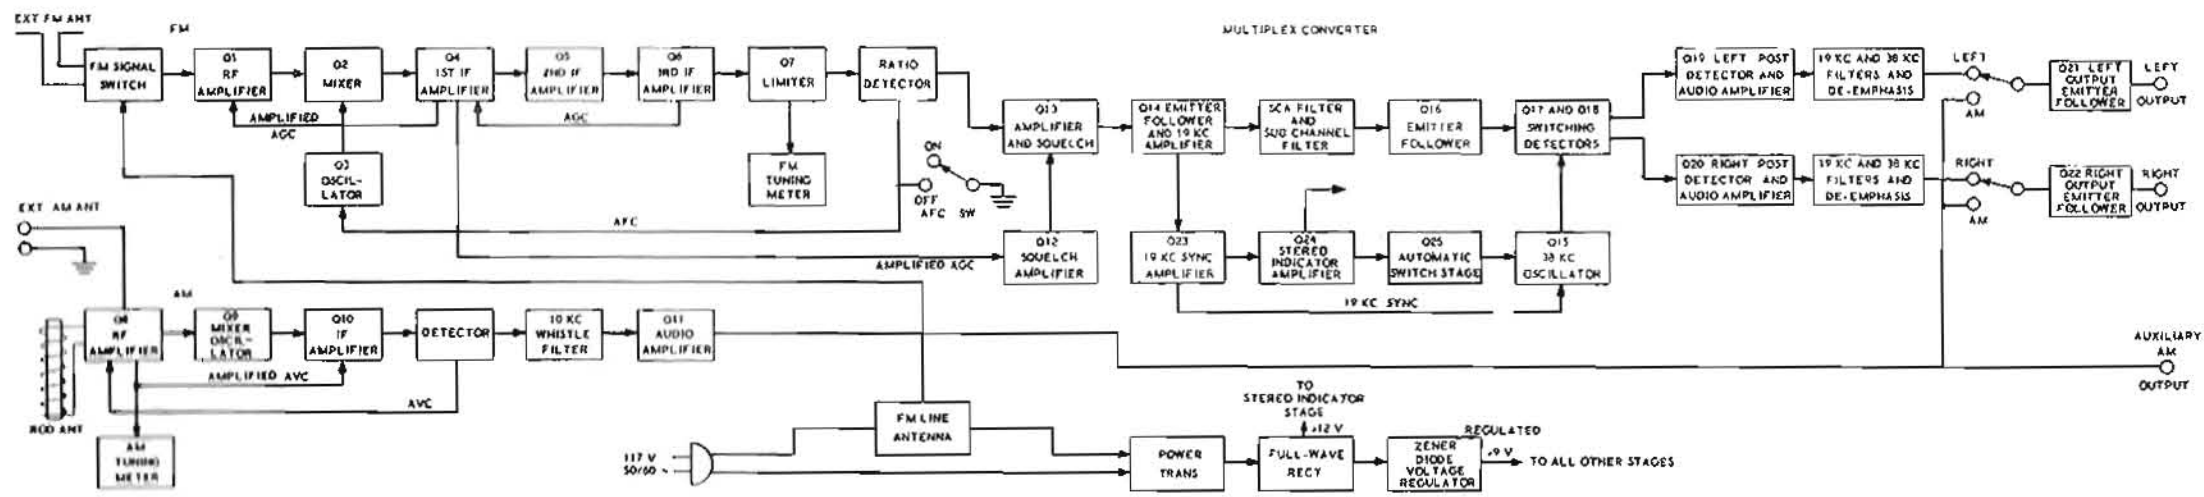 EXT FM ANT
FM
MULTIPLEX CONVERTER
FM SIGNAL
SWITCH
Q1
RF
AMPLIFIER
Q2
MIXER
Q4
1ST IF
AMPLIFIER
Q5
2ND IF
AMPLIFIER
Q6
3RD IF
AMPLIFIER
Q7
LIMITER
RATIO
DETECTOR
AMPLIFIED
AGC
AGC
Q3
OSCIL-
LATOR
FM
TUNING
METER
ON
OFF
AFC SW
AFC
Q13
AMPLIFIER
AND SQUELCH
Q14 EMITTER
FOLLOWER
AND 19 KC
AMPLIFIER
SCA FILTER
AND
SUB CHANNEL
FILTER
Q16
EMITTER
FOLLOWER
Q17 AND Q18
SWITCHING
DETECTORS
Q19 LEFT POST
DETECTOR AND
AUDIO AMPLIFIER
19 KC AND 38 KC
FILTERS AND
DE-EMPHASIS
LEFT
AM
Q21 LEFT
OUTPUT
EMITTER
FOLLOWER
LEFT
OUTPUT
Q20 RIGHT POST
DETECTOR AND
AUDIO AMPLIFIER
19 KC AND 38 KC
FILTERS AND
DE-EMPHASIS
RIGHT
AM
Q22 RIGHT
OUTPUT
EMITTER
FOLLOWER
RIGHT
OUTPUT
AMPLIFIED AGC
Q12
SQUELCH
AMPLIFIER
Q23
19 KC SYNC
AMPLIFIER
Q24
STEREO
INDICATOR
AMPLIFIER
Q25
AUTOMATIC
SWITCH STAGE
Q15
38 KC
OSCILLATOR
19 KC SYNC
EXT AM ANT
AM
Q8
RF
AMPLIFIER
Q9
MIXER
OSCIL-
LATOR
Q10
IF
AMPLIFIER
DETECTOR
10 KC
WHISTLE
FILTER
Q11
AUDIO
AMPLIFIER
AMPLIFIED AVC
AVC
ROD ANT
AM
TUNING
METER
AUXILIARY
AM
OUTPUT
FM LINE
ANTENNA
117 V
50/60 ~
POWER
TRANS
TO
STEREO INDICATOR
STAGE
+12 V
FULL-WAVE
RECT
ZENER
DIODE
VOLTAGE
REGULATOR
REGULATED
+9 V
TO ALL OTHER STAGES